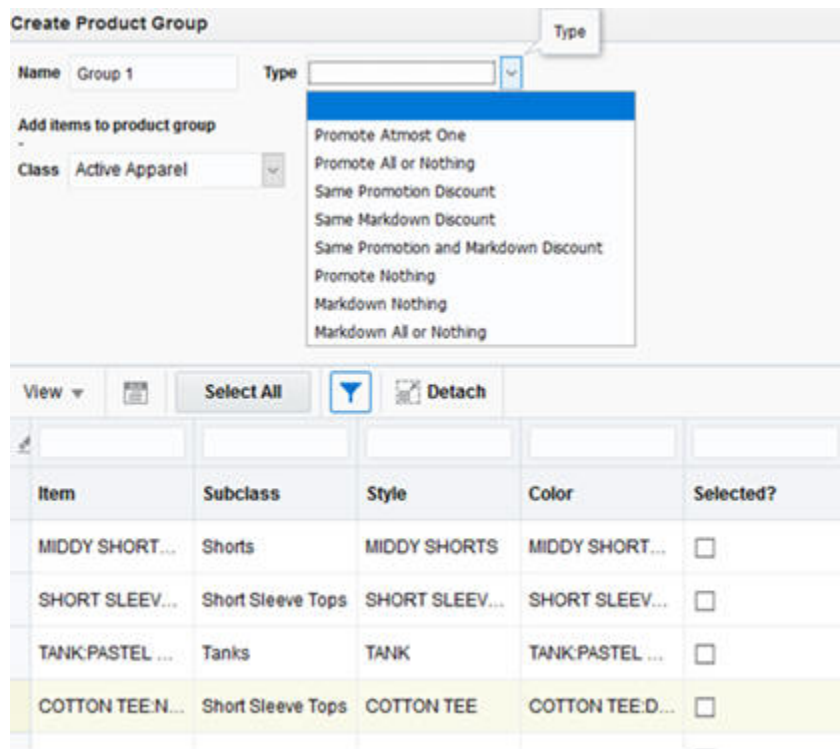 Create Product Group
Type
Name Group 1 Type
Promote Atmost One
Add items to product group
-
Promote All or Nothing
Class Active Apparel
Same Promotion Discount
Same Markdown Discount
Same Promotion and Markdown Discount
Promote Nothing
Markdown Nothing
Markdown All or Nothing
View Select All Detach
Item Subclass Style Color Selected?
MIDDY SHORT... Shorts MIDDY SHORTS MIDDY SHORT...
SHORT SLEEV... Short Sleeve Tops SHORT SLEEV... SHORT SLEEV...
TANK:PASTEL ... Tanks TANK TANK:PASTEL ...
COTTON TEE:N... Short Sleeve Tops COTTON TEE COTTON TEE:D...